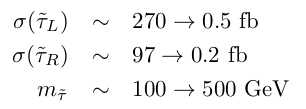 σ(τ̃_L) ∼ 270 → 0.5 fb
σ(τ̃_R) ∼ 97 → 0.2 fb
m_τ̃ ∼ 100 → 500 GeV